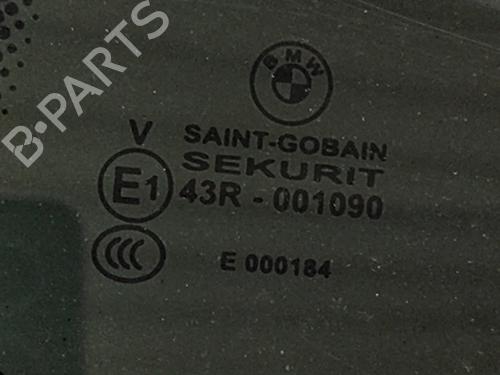 BMW
V SAINT-GOBAIN
SEKURIT
E1 43R - 001090
CCC E 000184
B-PARTS